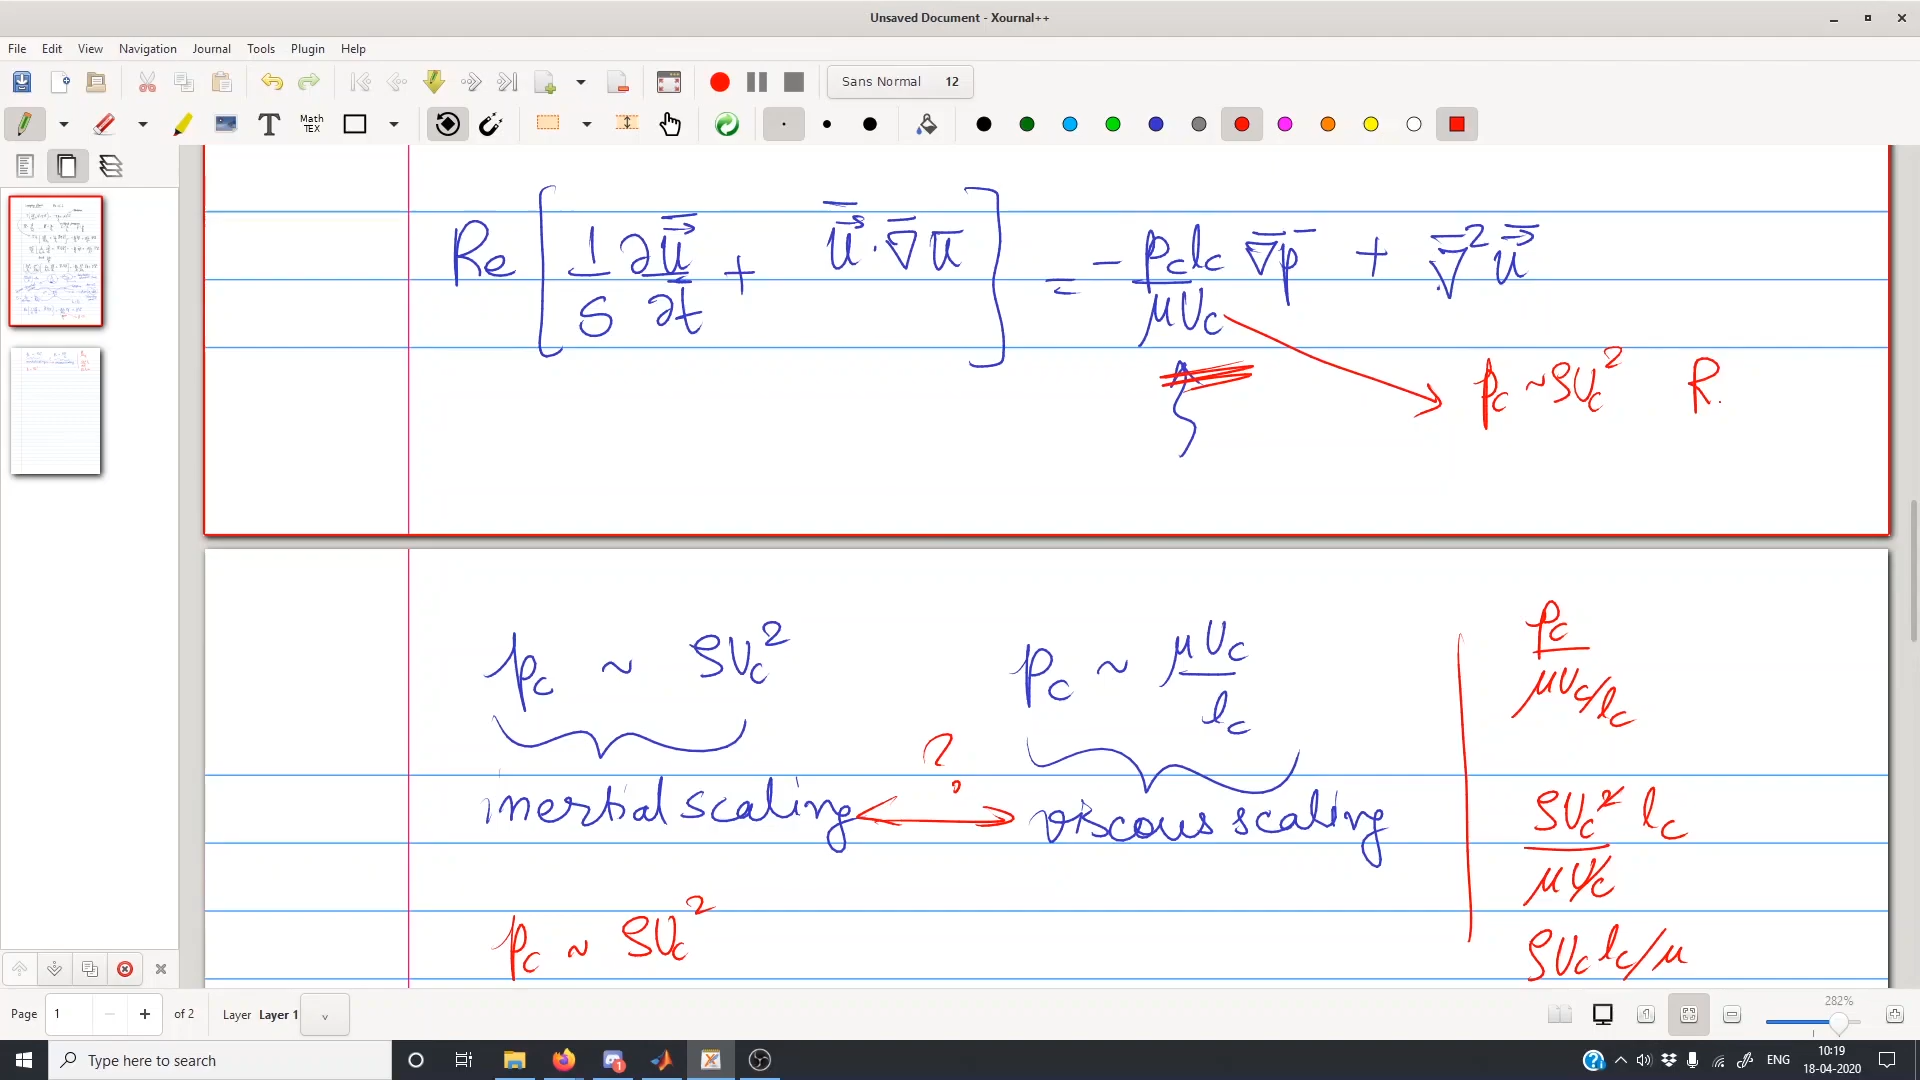 Unsaved Document - Xournal++
File Edit View Navigation Journal Tools Plugin Help
Sans Normal 12
Math
TEX
Re [ 1/S ∂u⃗̄/∂t̄ + u⃗̄·∇̄ū ] = - p_c l_c/μU_c ∇̄p̄ + ∇̄²u⃗̄
p_c ~ ρU_c² R.
p_c ~ ρU_c² p_c ~ μU_c/l_c
inertial scaling ? viscous scaling
p_c ~ ρU_c²
p_c/(μU_c/l_c)
ρU_c² l_c/μU_c
ρU_c l_c/μ
Page 1 of 2 Layer Layer 1 282%
Type here to search
ENG
10:19
18-04-2020